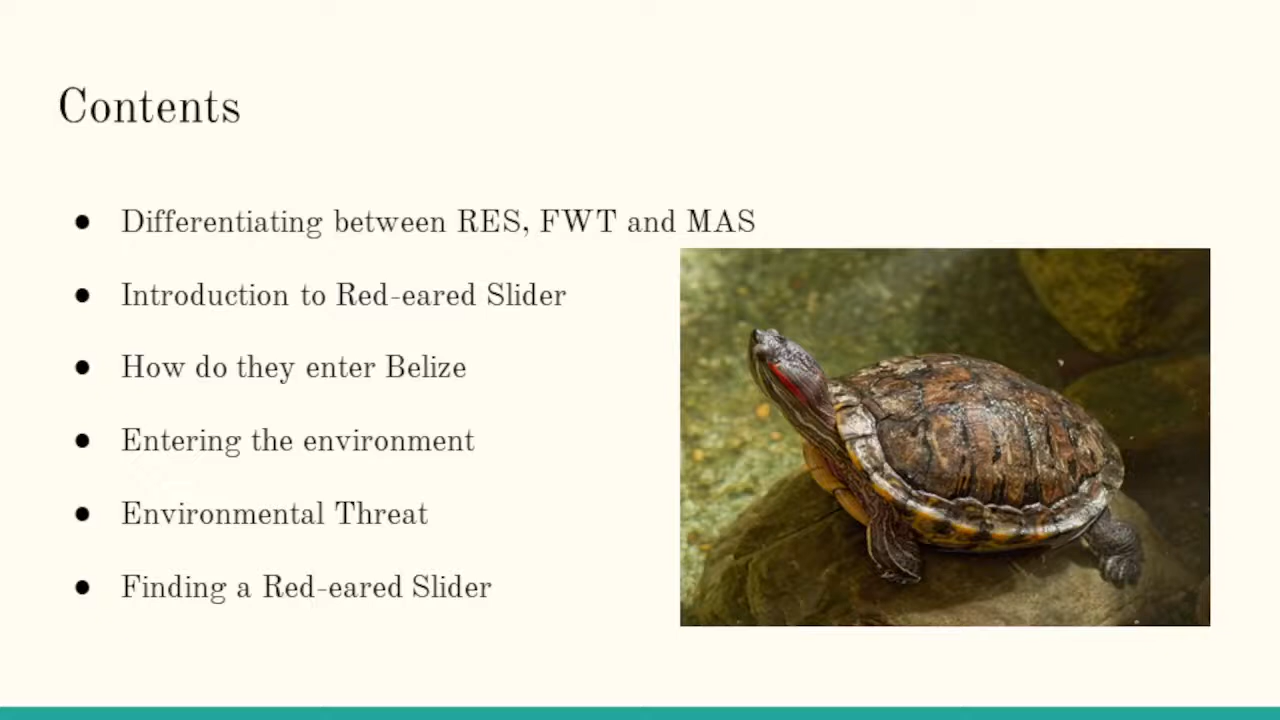 Contents
● Differentiating between RES, FWT and MAS
● Introduction to Red-eared Slider
● How do they enter Belize
● Entering the environment
● Environmental Threat
● Finding a Red-eared Slider